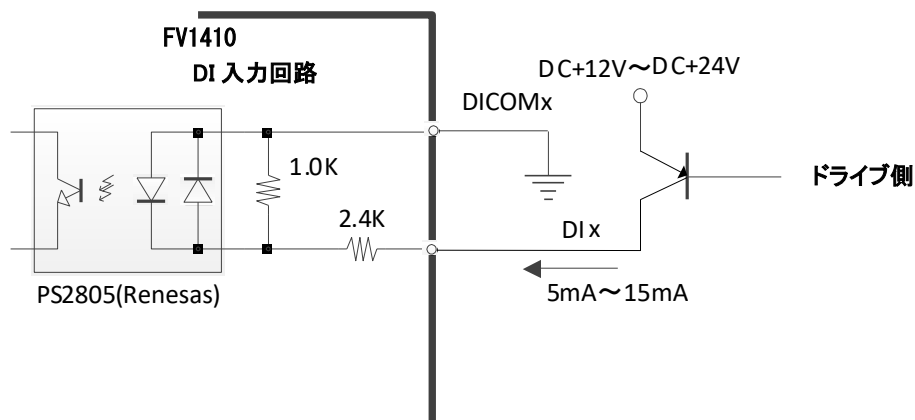 FV1410
DI 入力回路
DC+12V～DC+24V
DICOMx
1.0K
ドライブ側
2.4K
DIx
5mA～15mA
PS2805(Renesas)